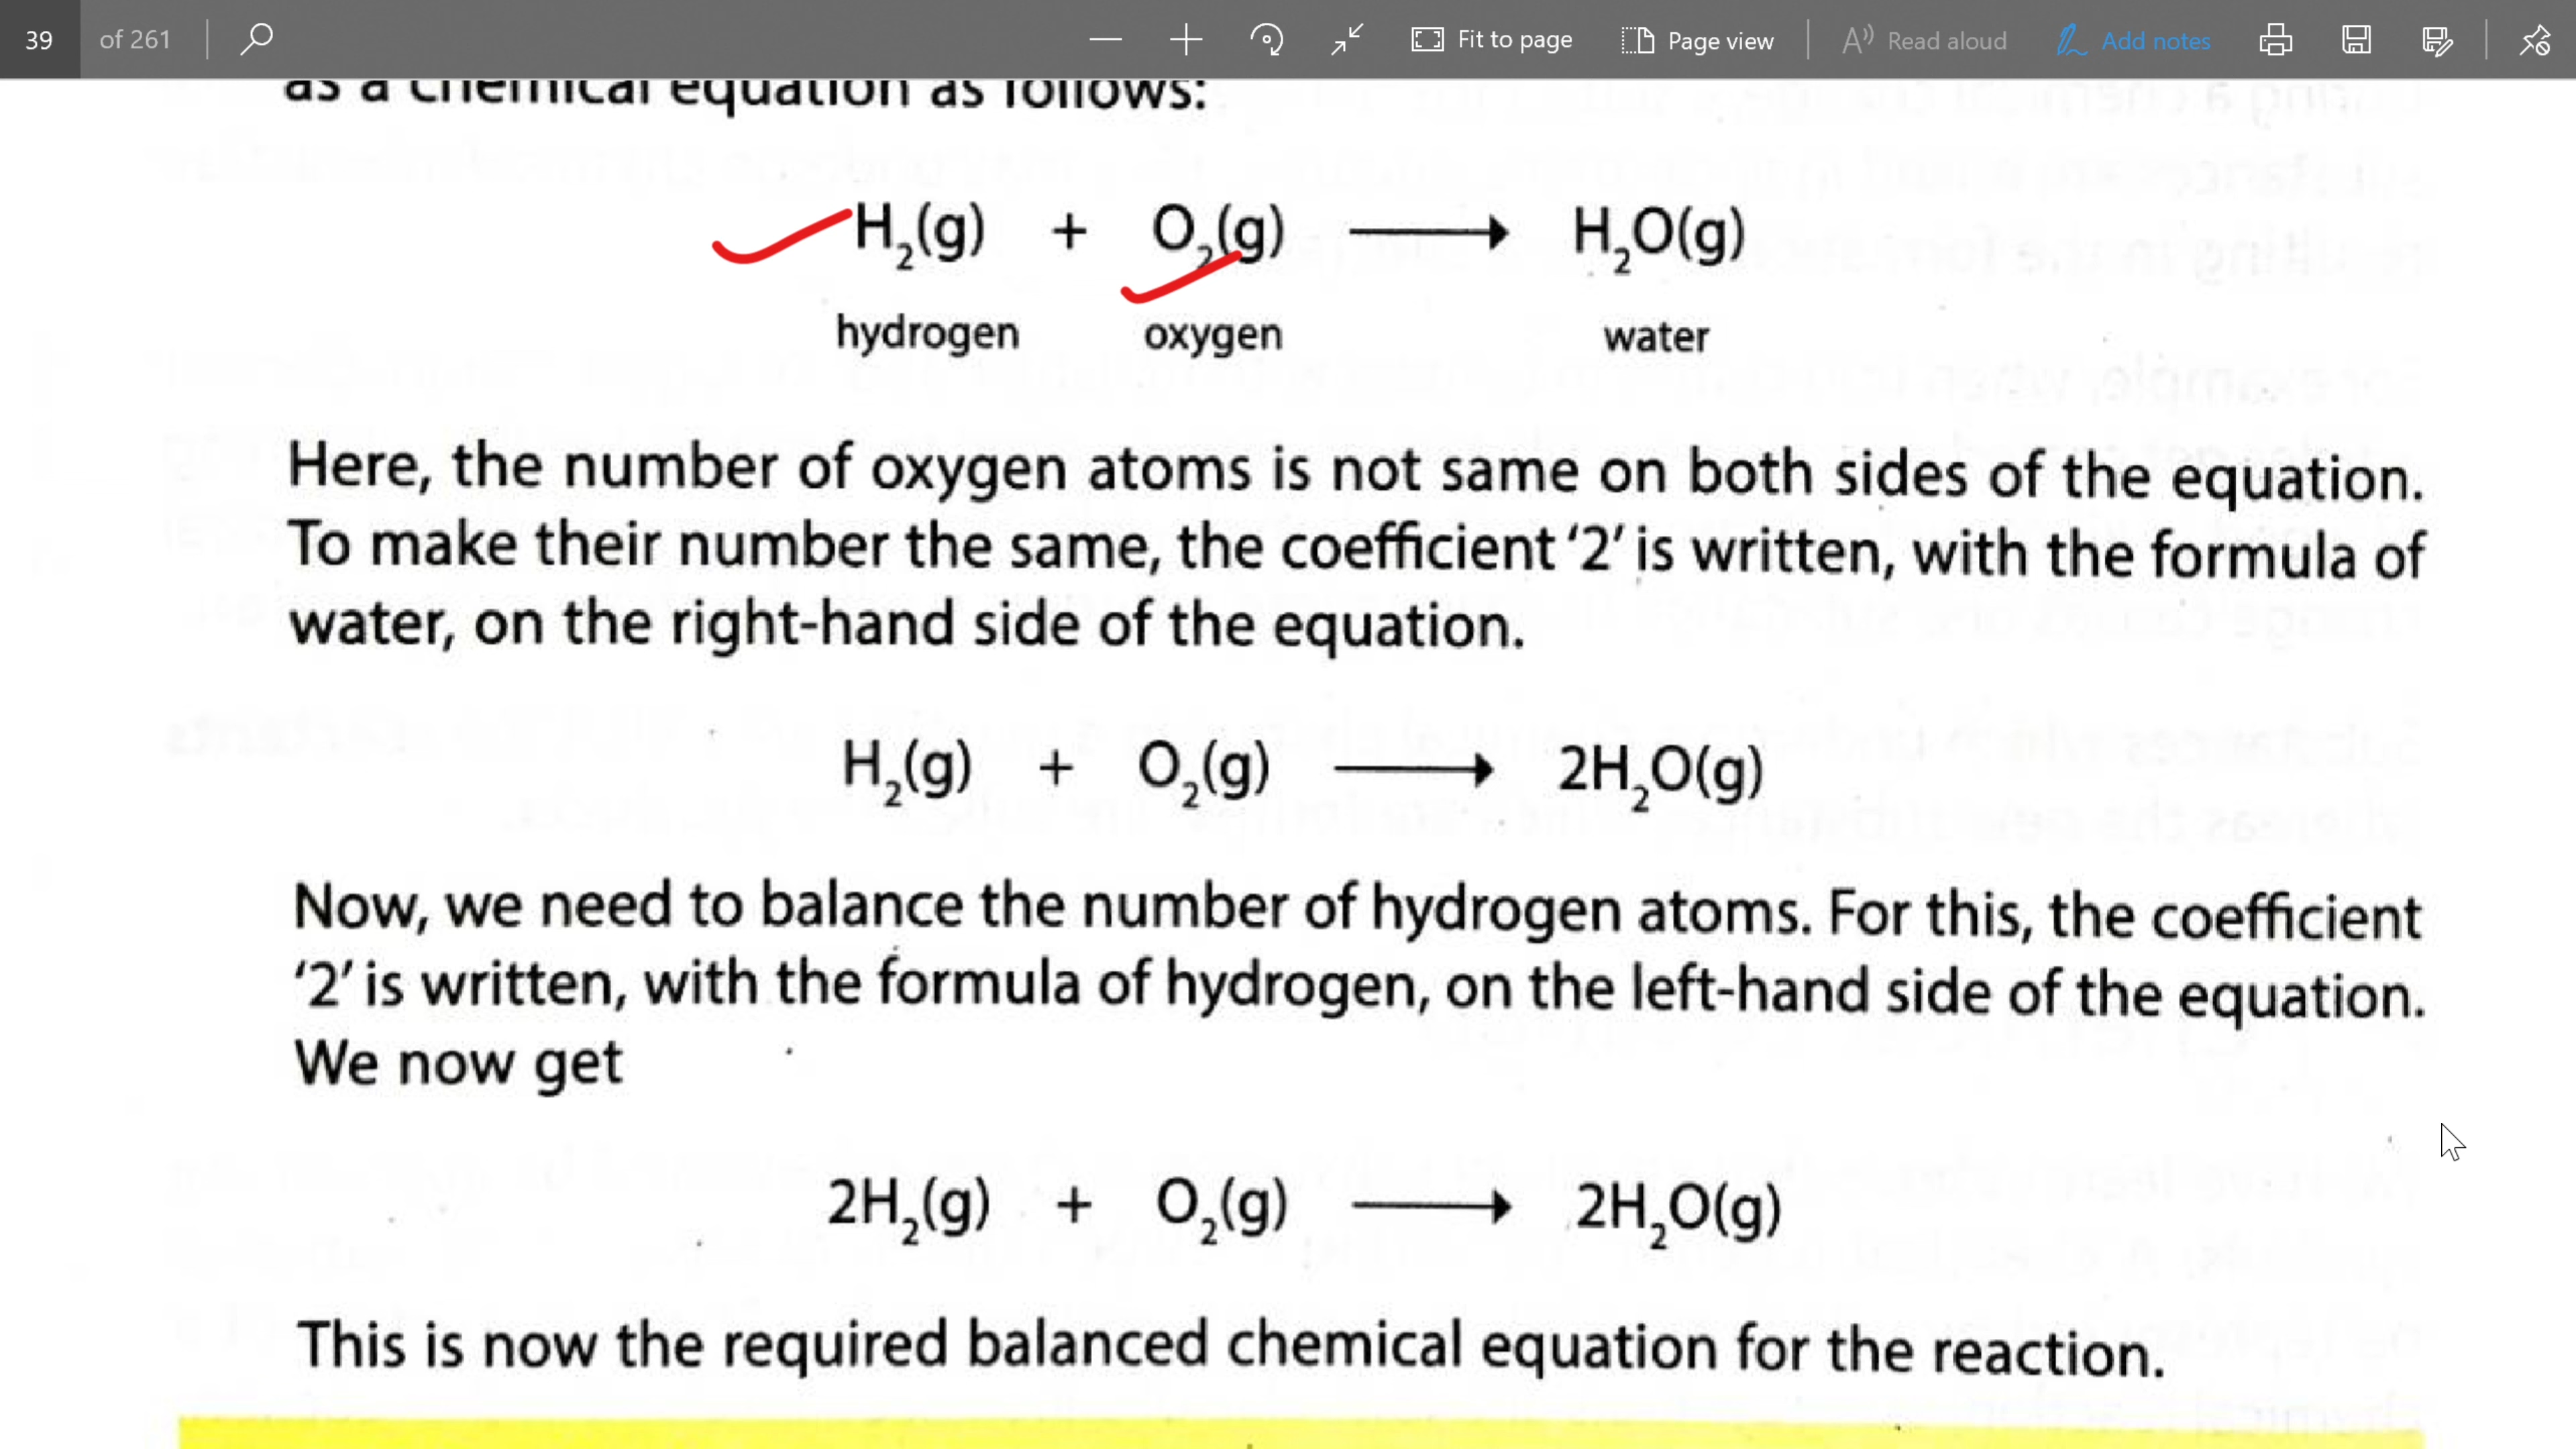 39 of 261 Fit to page Page view Read aloud Add notes
as a chemical equation as follows:
H₂(g) + O₂(g) ⟶ H₂O(g)
hydrogen oxygen water
Here, the number of oxygen atoms is not same on both sides of the equation.
To make their number the same, the coefficient ‘2’ is written, with the formula of
water, on the right-hand side of the equation.
H₂(g) + O₂(g) ⟶ 2H₂O(g)
Now, we need to balance the number of hydrogen atoms. For this, the coefficient
‘2’ is written, with the formula of hydrogen, on the left-hand side of the equation.
We now get
2H₂(g) + O₂(g) ⟶ 2H₂O(g)
This is now the required balanced chemical equation for the reaction.